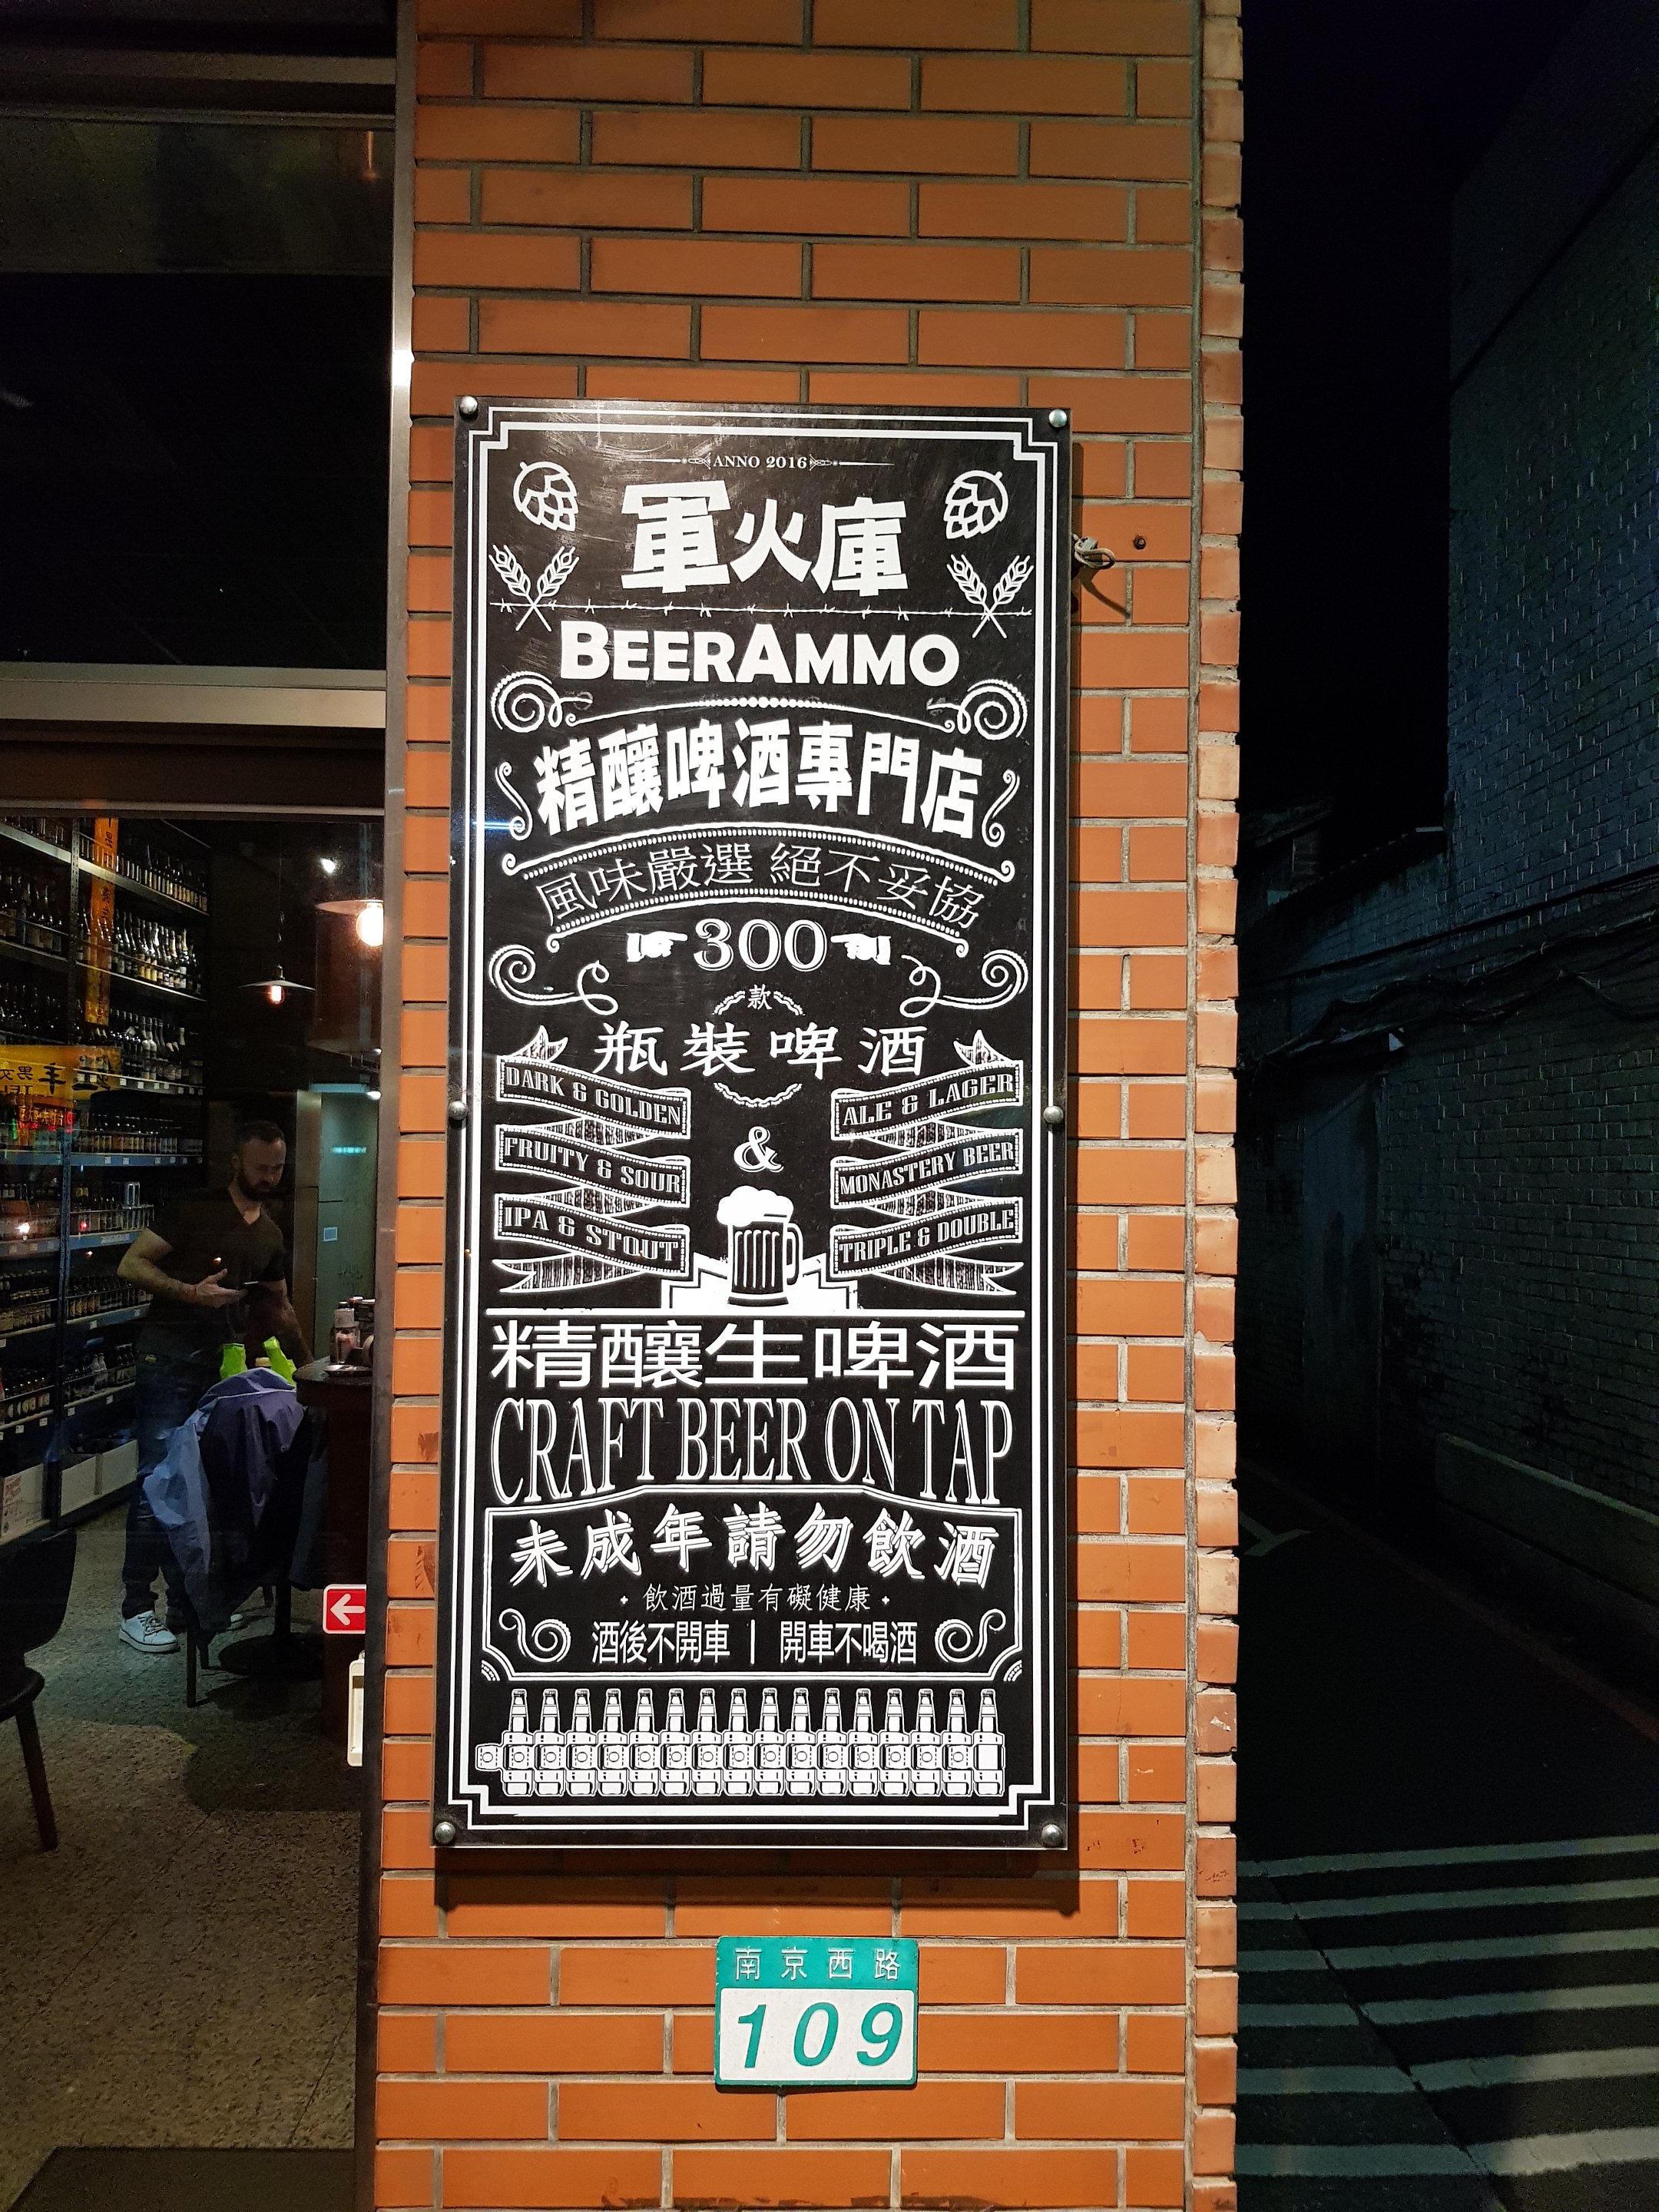 ANNO 2016
軍火庫
BEERAMMO
精釀啤酒專門店
風味嚴選 絕不妥協
300
款
瓶裝啤酒
DARK & GOLDEN
FRUITY & SOUR
IPA & STOUT
&
ALE & LAGER
MONASTERY BEER
TRIPLE & DOUBLE
精釀生啤酒
CRAFT BEER ON TAP
未成年請勿飲酒
·飲酒過量有礙健康·
酒後不開車 | 開車不喝酒
南京西路
109